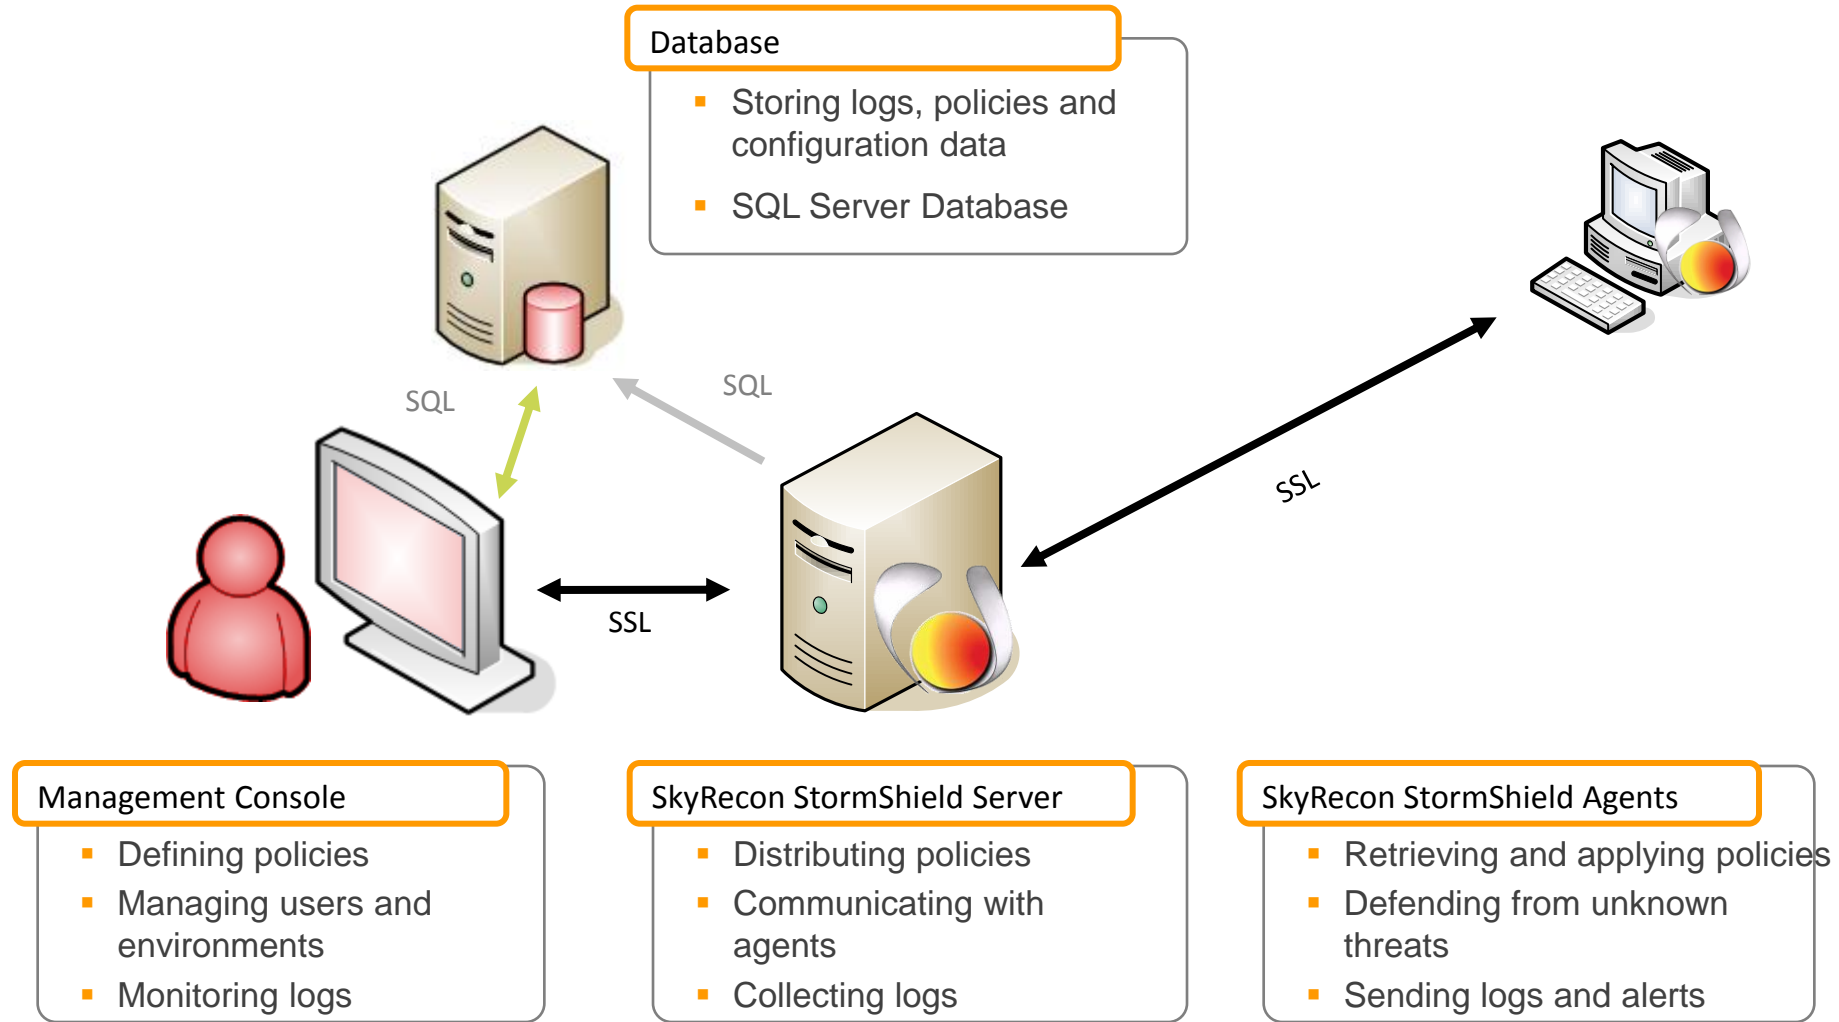 Database
Storing logs, policies and
configuration data
SQL Server Database
SQL
SQL
SSL
SSL
Management Console
Defining policies
Managing users and
environments
Monitoring logs
SkyRecon StormShield Server
Distributing policies
Communicating with
agents
Collecting logs
SkyRecon StormShield Agents
Retrieving and applying policies
Defending from unknown
threats
Sending logs and alerts